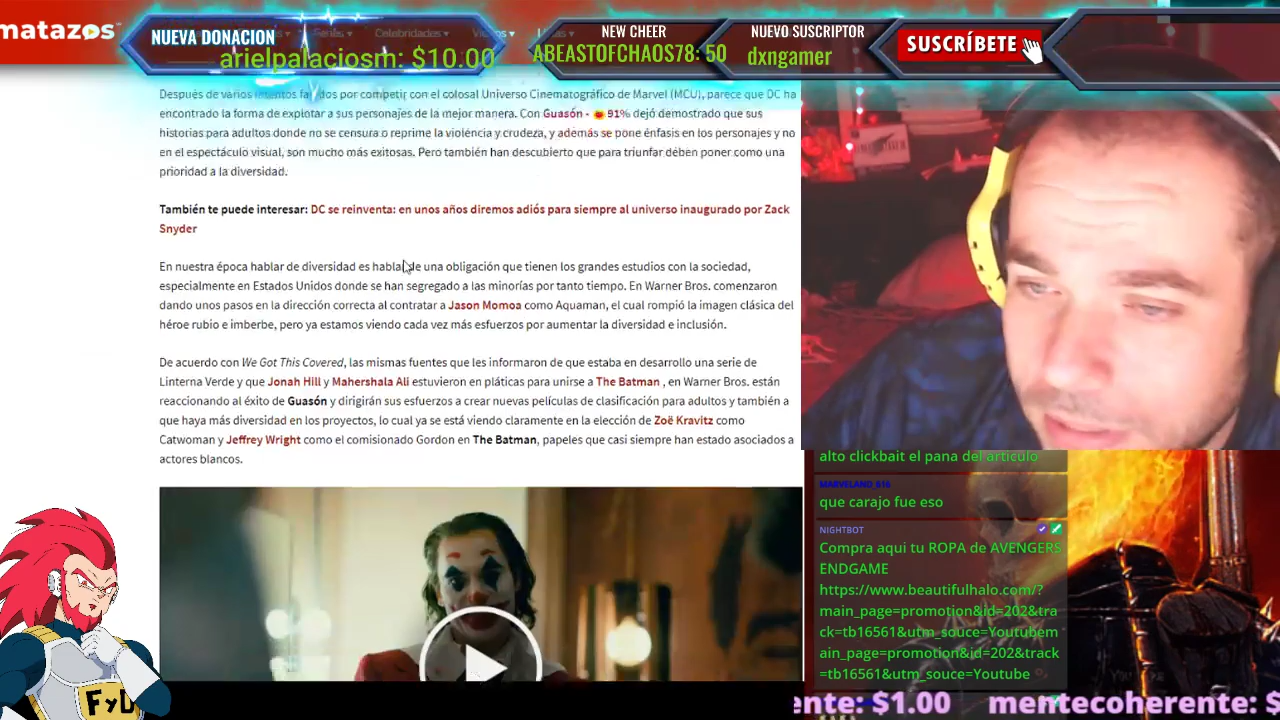 matazos
NUEVA DONACION
arielpalaciosm: $10.00
Celebridades
NEW CHEER
ABEASTOFCHAOS78: 50
NUEVO SUSCRIPTOR
dxngamer
SUSCRÍBETE
Después de varios intentos fallidos por competir con el colosal Universo Cinematográfico de Marvel (MCU), parece que DC ha
encontrado la forma de explotar a sus personajes de la mejor manera. Con Guasón - 91% dejó demostrado que sus
historias para adultos donde no se censura o reprime la violencia y crudeza, y además se pone énfasis en los personajes y no
en el espectáculo visual, son mucho más exitosas. Pero también han descubierto que para triunfar deben poner como una
prioridad a la diversidad.
También te puede interesar: DC se reinventa: en unos años diremos adiós para siempre al universo inaugurado por Zack
Snyder
En nuestra época hablar de diversidad es hablar de una obligación que tienen los grandes estudios con la sociedad,
especialmente en Estados Unidos donde se han segregado a las minorías por tanto tiempo. En Warner Bros. comenzaron
dando unos pasos en la dirección correcta al contratar a Jason Momoa como Aquaman, el cual rompió la imagen clásica del
héroe rubio e imberbe, pero ya estamos viendo cada vez más esfuerzos por aumentar la diversidad e inclusión.
De acuerdo con We Got This Covered, las mismas fuentes que les informaron de que estaba en desarrollo una serie de
Linterna Verde y que Jonah Hill y Mahershala Ali estuvieron en pláticas para unirse a The Batman , en Warner Bros. están
reaccionando al éxito de Guasón y dirigirán sus esfuerzos a crear nuevas películas de clasificación para adultos y también a
que haya más diversidad en los proyectos, lo cual ya se está viendo claramente en la elección de Zoë Kravitz como
Catwoman y Jeffrey Wright como el comisionado Gordon en The Batman, papeles que casi siempre han estado asociados a
actores blancos.
alto clickbait el pana del articulo
MARVELAND_616
que carajo fue eso
NIGHTBOT
Compra aqui tu ROPA de AVENGERS
ENDGAME
https://www.beautifulhalo.com/?
main_page=promotion&id=202&tra
ck=tb16561&utm_souce=Youtubem
ain_page=promotion&id=202&track
=tb16561&utm_souce=Youtube
FyD
ente: $1.00 mentecoherente: $